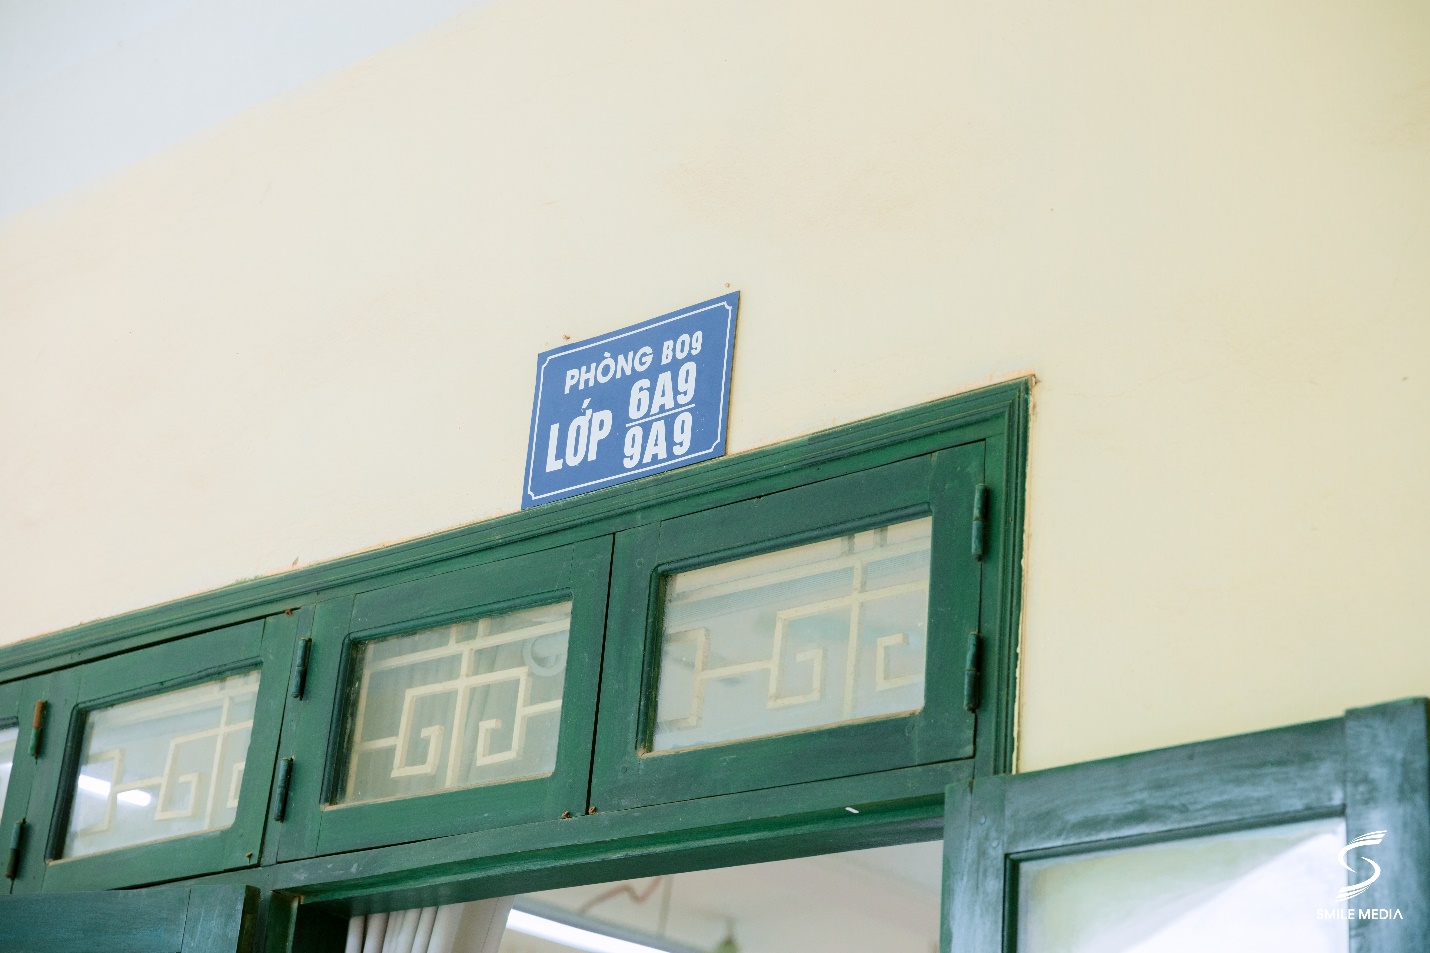 PHÒNG B09
LỚP 6A9
9A9
SMILE MEDIA